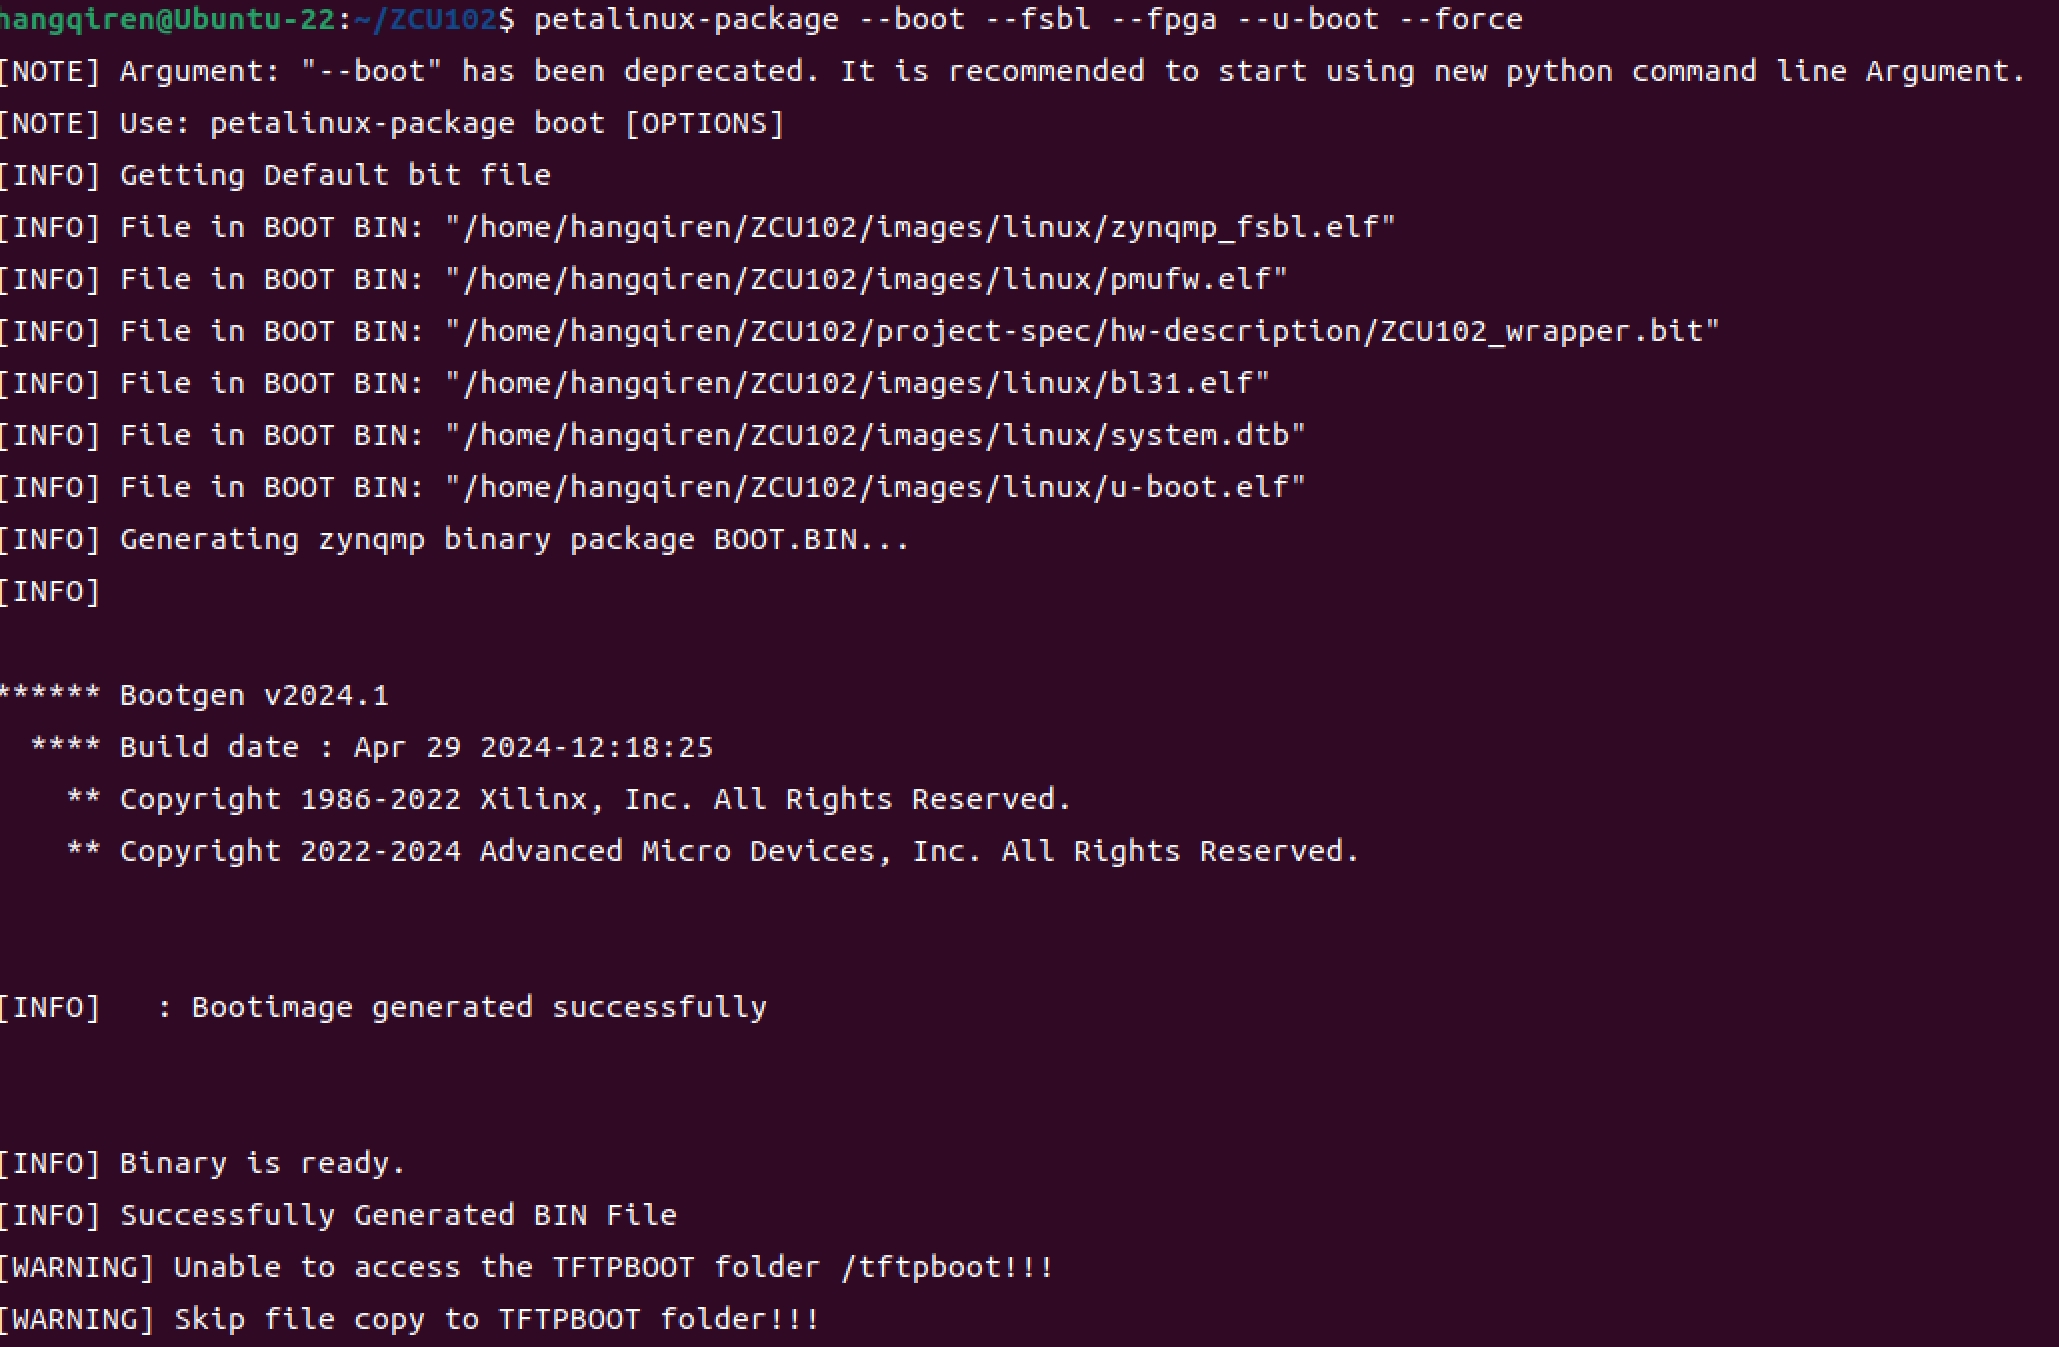 hangqiren@Ubuntu-22:~/ZCU102$ petalinux-package --boot --fsbl --fpga --u-boot --force
[NOTE] Argument: "--boot" has been deprecated. It is recommended to start using new python command line Argument.
[NOTE] Use: petalinux-package boot [OPTIONS]
[INFO] Getting Default bit file
[INFO] File in BOOT BIN: "/home/hangqiren/ZCU102/images/linux/zynqmp_fsbl.elf"
[INFO] File in BOOT BIN: "/home/hangqiren/ZCU102/images/linux/pmufw.elf"
[INFO] File in BOOT BIN: "/home/hangqiren/ZCU102/project-spec/hw-description/ZCU102_wrapper.bit"
[INFO] File in BOOT BIN: "/home/hangqiren/ZCU102/images/linux/bl31.elf"
[INFO] File in BOOT BIN: "/home/hangqiren/ZCU102/images/linux/system.dtb"
[INFO] File in BOOT BIN: "/home/hangqiren/ZCU102/images/linux/u-boot.elf"
[INFO] Generating zynqmp binary package BOOT.BIN...
[INFO]
****** Bootgen v2024.1
**** Build date : Apr 29 2024-12:18:25
** Copyright 1986-2022 Xilinx, Inc. All Rights Reserved.
** Copyright 2022-2024 Advanced Micro Devices, Inc. All Rights Reserved.
[INFO]   : Bootimage generated successfully
[INFO] Binary is ready.
[INFO] Successfully Generated BIN File
[WARNING] Unable to access the TFTPBOOT folder /tftpboot!!!
[WARNING] Skip file copy to TFTPBOOT folder!!!